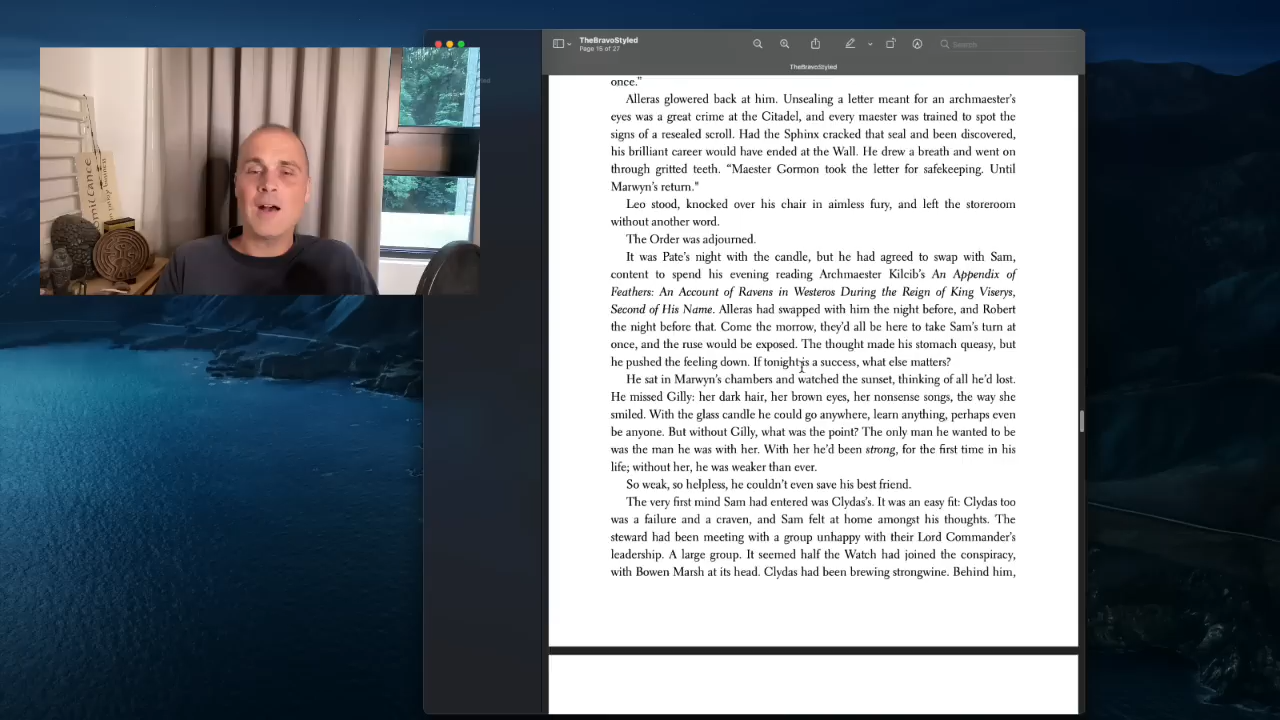 TheBravoStyled
Page 16 of 27
Search
TheBravoStyled
once."
Alleras glowered back at him. Unsealing a letter meant for an archmaester's
eyes was a great crime at the Citadel, and every maester was trained to spot the
signs of a resealed scroll. Had the Sphinx cracked that seal and been discovered,
his brilliant career would have ended at the Wall. He drew a breath and went on
through gritted teeth. "Maester Gormon took the letter for safekeeping. Until
Marwyn's return."
Leo stood, knocked over his chair in aimless fury, and left the storeroom
without another word.
The Order was adjourned.
It was Pate's night with the candle, but he had agreed to swap with Sam,
content to spend his evening reading Archmaester Kilcib's An Appendix of
Feathers: An Account of Ravens in Westeros During the Reign of King Viserys,
Second of His Name. Alleras had swapped with him the night before, and Robert
the night before that. Come the morrow, they'd all be here to take Sam's turn at
once, and the ruse would be exposed. The thought made his stomach queasy, but
he pushed the feeling down. If tonight is a success, what else matters?
He sat in Marwyn's chambers and watched the sunset, thinking of all he'd lost.
He missed Gilly: her dark hair, her brown eyes, her nonsense songs, the way she
smiled. With the glass candle he could go anywhere, learn anything, perhaps even
be anyone. But without Gilly, what was the point? The only man he wanted to be
was the man he was with her. With her he'd been strong, for the first time in his
life; without her, he was weaker than ever.
So weak, so helpless, he couldn't even save his best friend.
The very first mind Sam had entered was Clydas's. It was an easy fit: Clydas too
was a failure and a craven, and Sam felt at home amongst his thoughts. The
steward had been meeting with a group unhappy with their Lord Commander's
leadership. A large group. It seemed half the Watch had joined the conspiracy,
with Bowen Marsh at its head. Clydas had been brewing strongwine. Behind him,